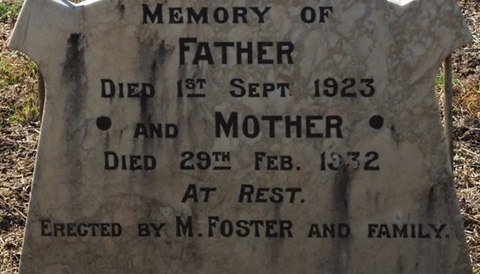 MEMORY OF
FATHER
DIED 1ST SEPT. 1923
AND MOTHER
DIED 29TH FEB. 1932
AT REST.
ERECTED BY M. FOSTER AND FAMILY.